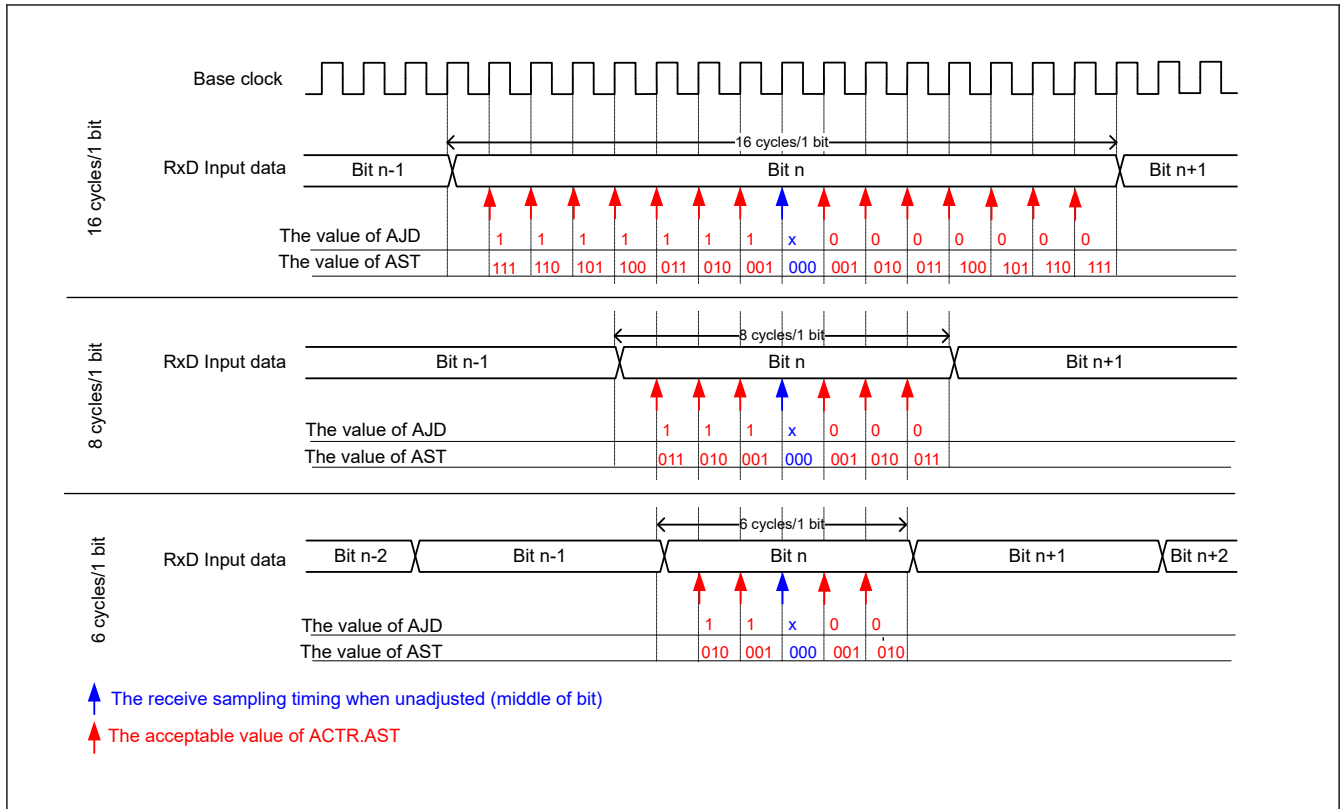 Base clock
16 cycles/1 bit
16 cycles/1 bit
RxD Input data Bit n-1 Bit n Bit n+1
The value of AJD 1 1 1 1 1 1 1 x 0 0 0 0 0 0 0
The value of AST 111 110 101 100 011 010 001 000 001 010 011 100 101 110 111
8 cycles/1 bit
8 cycles/1 bit
RxD Input data Bit n-1 Bit n Bit n+1
The value of AJD 1 1 1 x 0 0 0
The value of AST 011 010 001 000 001 010 011
6 cycles/1 bit
6 cycles/1 bit
RxD Input data Bit n-2 Bit n-1 Bit n Bit n+1 Bit n+2
The value of AJD 1 1 x 0 0
The value of AST 010 001 000 001 010
The receive sampling timing when unadjusted (middle of bit)
The acceptable value of ACTR.AST